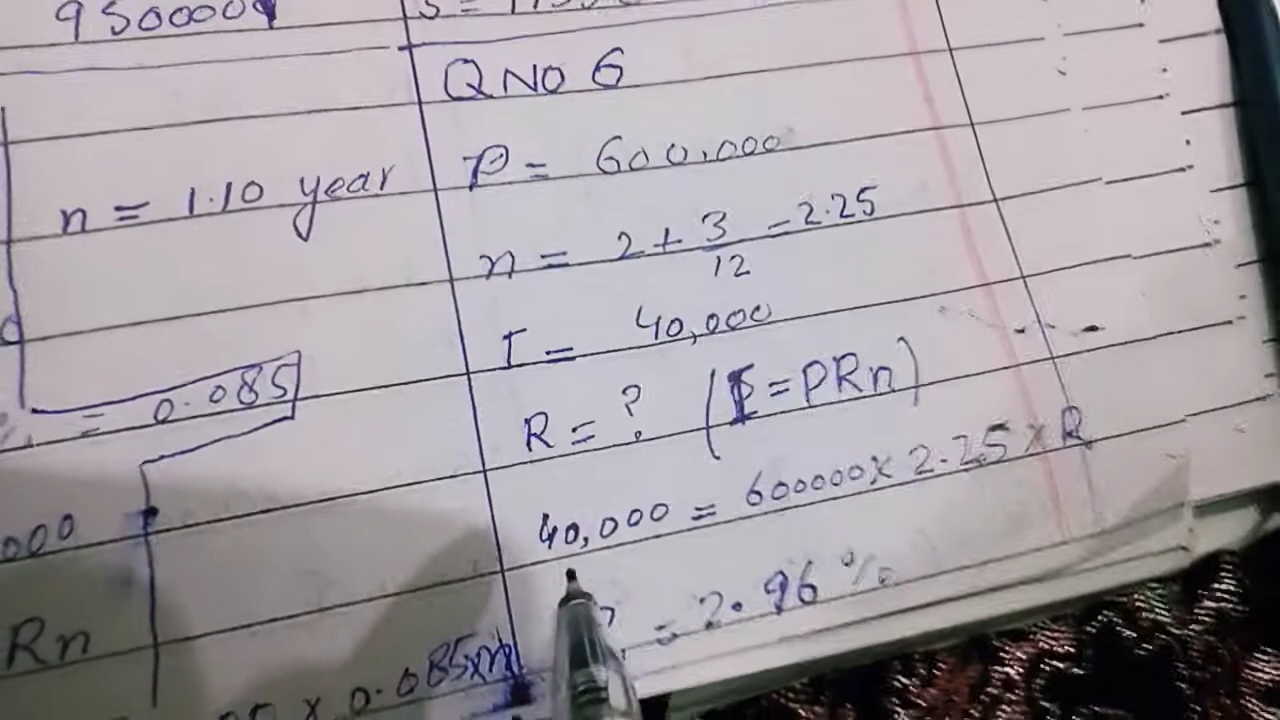 950000
S =
n = 1.10 year
= 0.085
000
Rn
x 0.085xn
QNO 6
P = 600,000
n = 2 + 3/12 = 2.25
I = 40,000
R = ? (I = PRn)
40,000 = 600000 x 2.25 x R
= 2.96 %